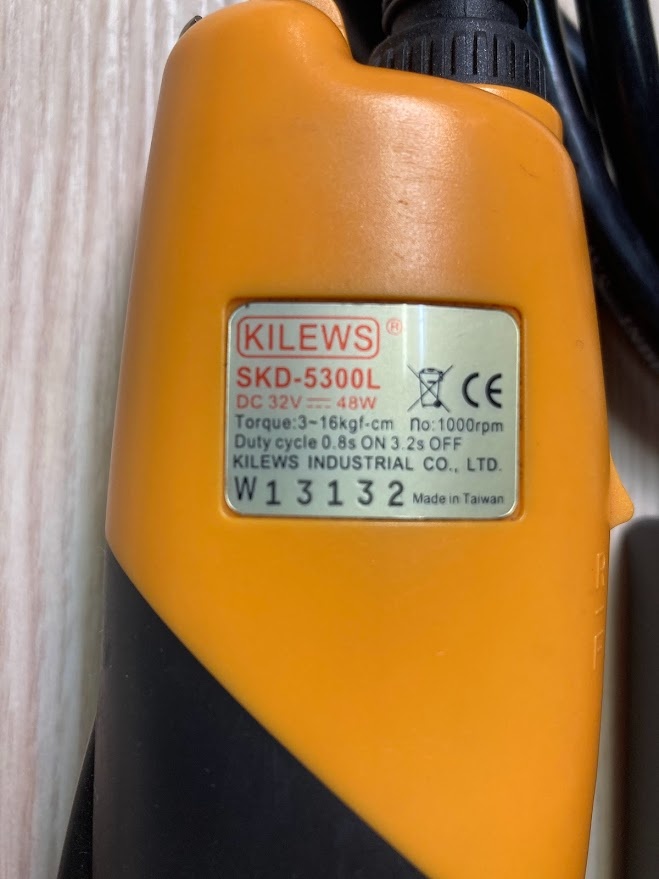 KILEWS®
SKD-5300L
DC 32V ⎓ 48W
CE
Torque:3~16kgf-cm no:1000rpm
Duty cycle 0.8s ON 3.2s OFF
KILEWS INDUSTRIAL CO., LTD.
W13132 Made in Taiwan
R
F